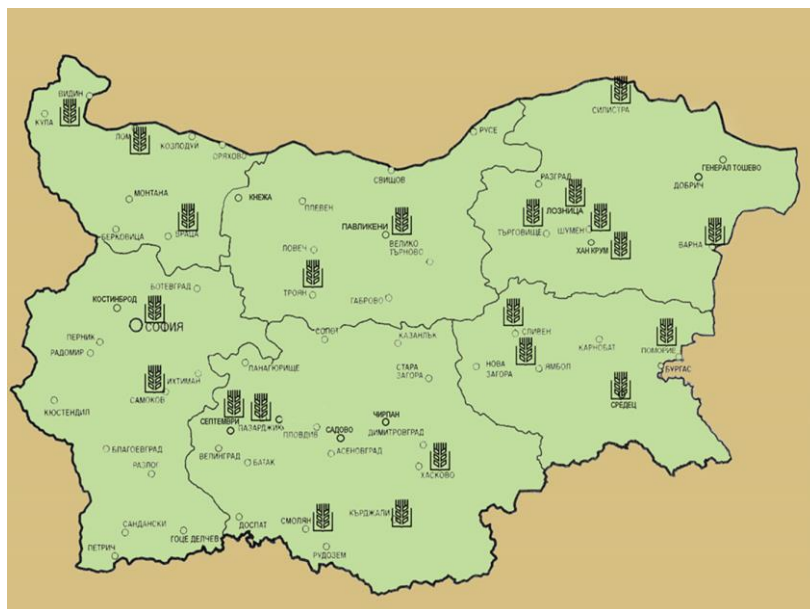 ВИДИН
КУЛА
ЛОМ
КОЗЛОДУЙ
ОРЯХОВО
МОНТАНА
БЕРКОВИЦА
ВРАЦА
КНЕЖА
ПЛЕВЕН
СВИЩОВ
РУСЕ
ПАВЛИКЕНИ
ВЕЛИКО
ТЪРНОВО
ЛОВЕЧ
ТРОЯН
ГАБРОВО
СИЛИСТРА
ГЕНЕРАЛ ТОШЕВО
ДОБРИЧ
РАЗГРАД
ЛОЗНИЦА
ТЪРГОВИЩЕ
ШУМЕН
ХАН КРУМ
ВАРНА
БОТЕВГРАД
КОСТИНБРОД
СОФИЯ
ПЕРНИК
РАДОМИР
ИХТИМАН
САМОКОВ
КЮСТЕНДИЛ
БЛАГОЕВГРАД
РАЗЛОГ
САНДАНСКИ
ГОЦЕ ДЕЛЧЕВ
ПЕТРИЧ
СОПОТ
КАЗАНЛЪК
ПАНАГЮРИЩЕ
СТАРА
ЗАГОРА
СЕПТЕМВРИ
ПАЗАРДЖИК
ПЛОВДИВ
САДОВО
ЧИРПАН
ДИМИТРОВГРАД
ВЕЛИНГРАД
БАТАК
АСЕНОВГРАД
ХАСКОВО
ДОСПАТ
СМОЛЯН
КЪРДЖАЛИ
РУДОЗЕМ
СЛИВЕН
КАРНОБАТ
ПОМОРИЕ
НОВА
ЗАГОРА
ЯМБОЛ
БУРГАС
СРЕДЕЦ